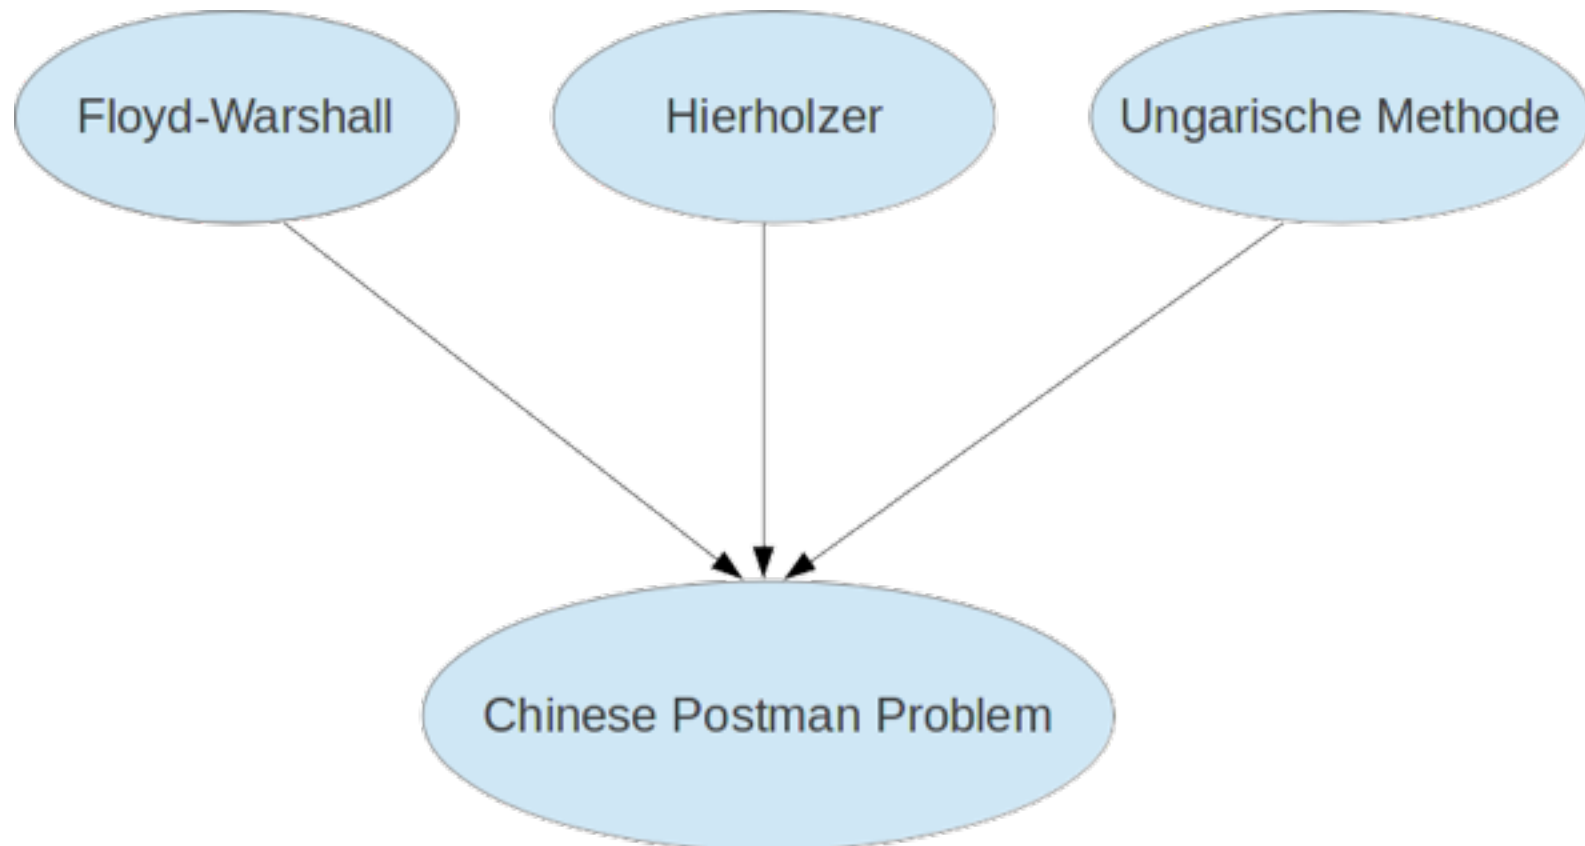 Floyd-Warshall
Hierholzer
Ungarische Methode
Chinese Postman Problem